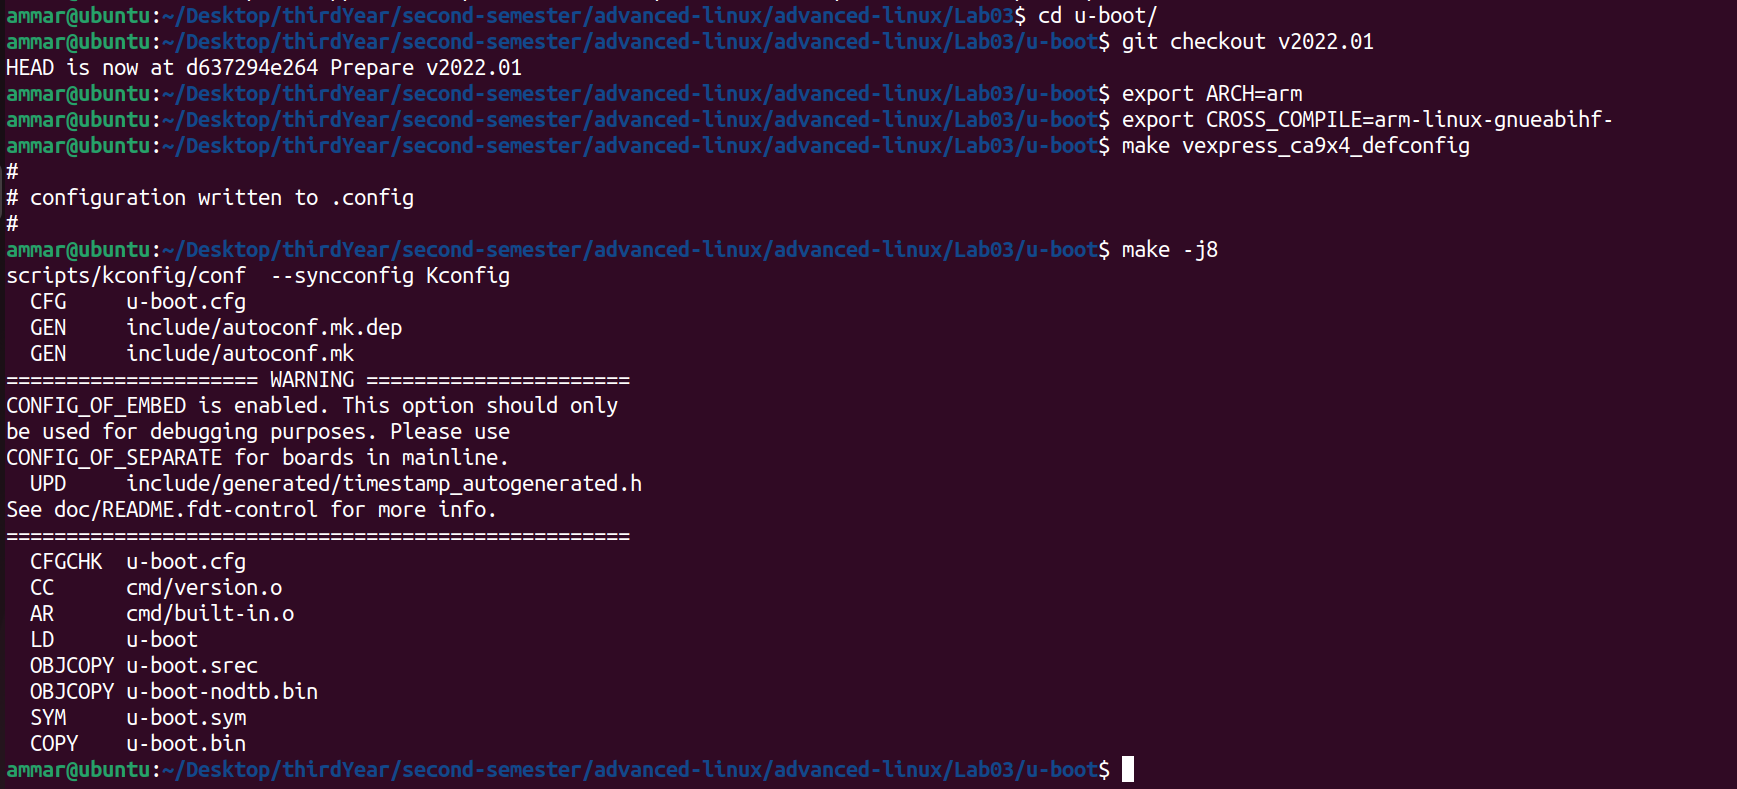 ammar@ubuntu:~/Desktop/thirdYear/second-semester/advanced-linux/advanced-linux/Lab03$ cd u-boot/
ammar@ubuntu:~/Desktop/thirdYear/second-semester/advanced-linux/advanced-linux/Lab03/u-boot$ git checkout v2022.01
HEAD is now at d637294e264 Prepare v2022.01
ammar@ubuntu:~/Desktop/thirdYear/second-semester/advanced-linux/advanced-linux/Lab03/u-boot$ export ARCH=arm
ammar@ubuntu:~/Desktop/thirdYear/second-semester/advanced-linux/advanced-linux/Lab03/u-boot$ export CROSS_COMPILE=arm-linux-gnueabihf-
ammar@ubuntu:~/Desktop/thirdYear/second-semester/advanced-linux/advanced-linux/Lab03/u-boot$ make vexpress_ca9x4_defconfig
#
# configuration written to .config
#
ammar@ubuntu:~/Desktop/thirdYear/second-semester/advanced-linux/advanced-linux/Lab03/u-boot$ make -j8
scripts/kconfig/conf  --syncconfig Kconfig
  CFG     u-boot.cfg
  GEN     include/autoconf.mk.dep
  GEN     include/autoconf.mk
===================== WARNING ======================
CONFIG_OF_EMBED is enabled. This option should only
be used for debugging purposes. Please use
CONFIG_OF_SEPARATE for boards in mainline.
  UPD     include/generated/timestamp_autogenerated.h
See doc/README.fdt-control for more info.
====================================================
  CFGCHK  u-boot.cfg
  CC      cmd/version.o
  AR      cmd/built-in.o
  LD      u-boot
  OBJCOPY u-boot.srec
  OBJCOPY u-boot-nodtb.bin
  SYM     u-boot.sym
  COPY    u-boot.bin
ammar@ubuntu:~/Desktop/thirdYear/second-semester/advanced-linux/advanced-linux/Lab03/u-boot$